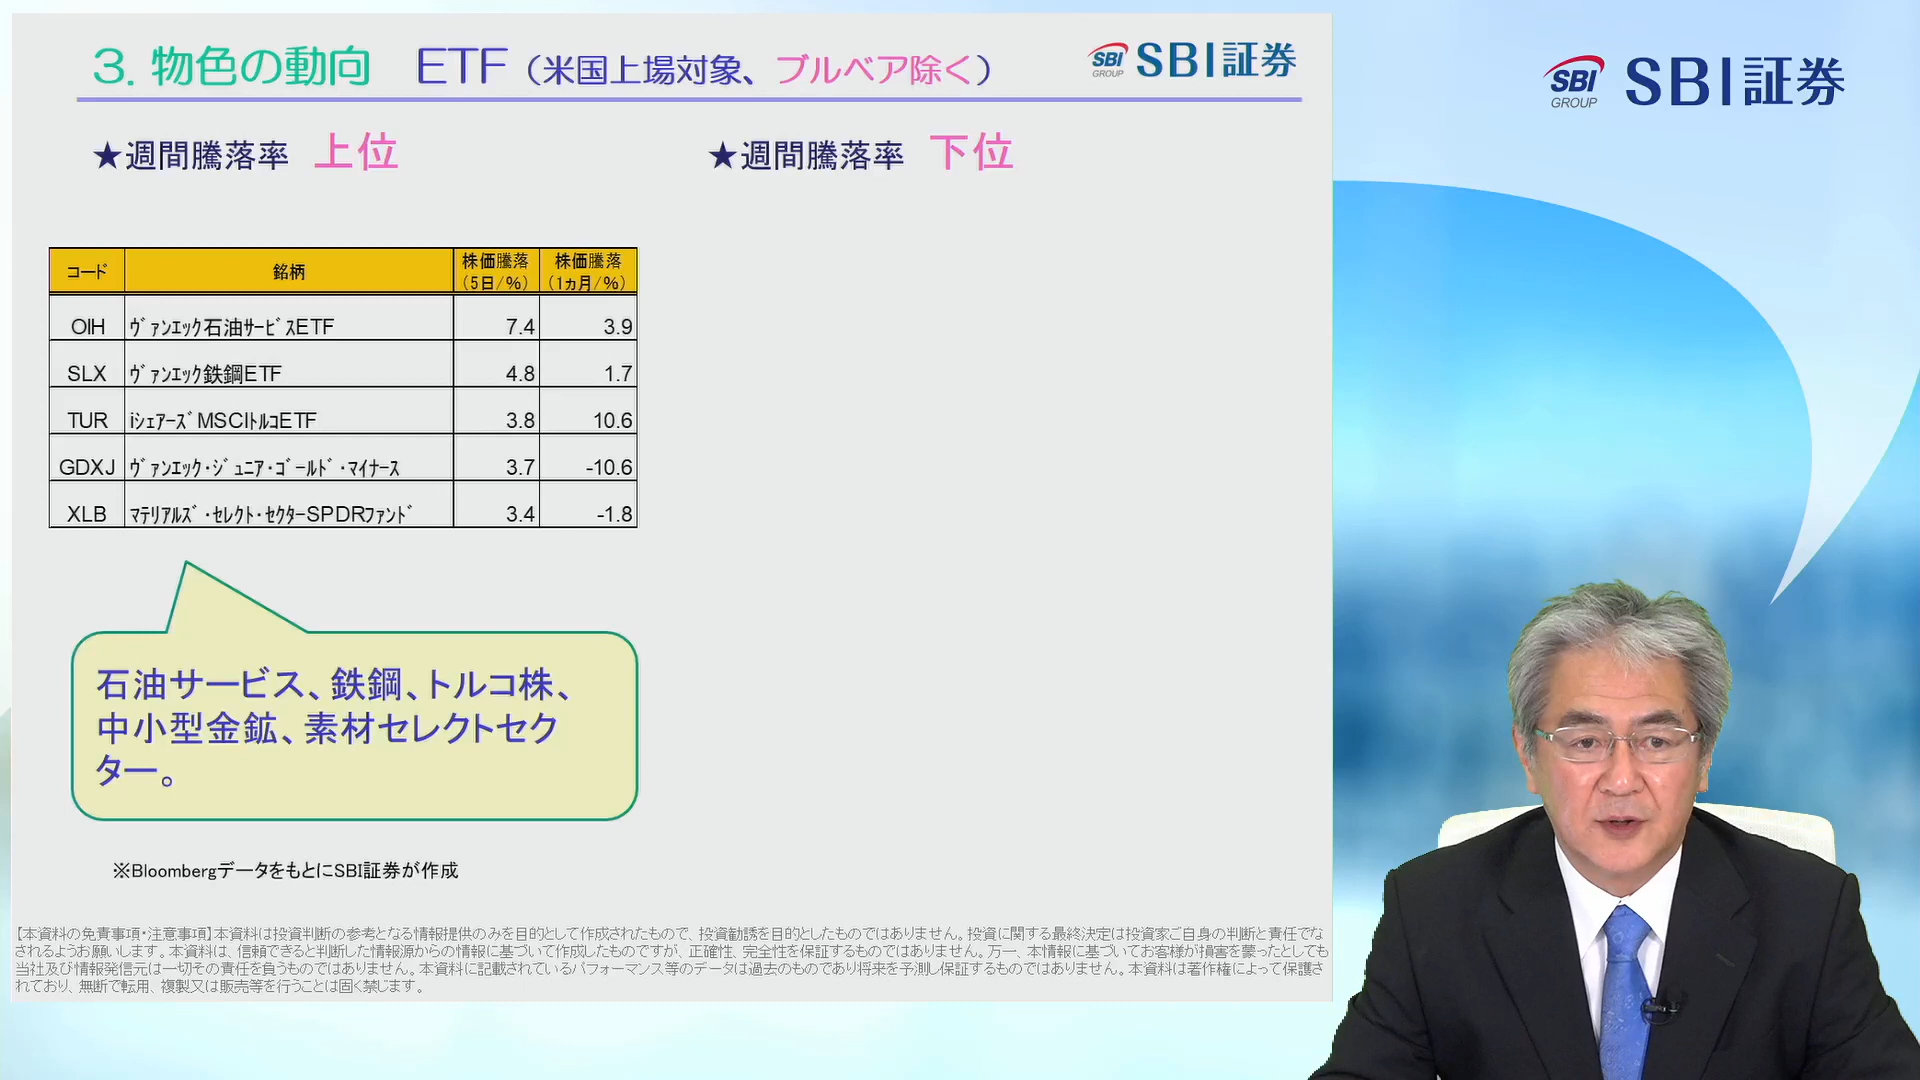 3. 物色の動向 ETF（米国上場対象、ブルベア除く）
SBI GROUP SBI証券
SBI GROUP SBI証券
★週間騰落率 上位
★週間騰落率 下位
コード 銘柄 株価騰落（5日/%） 株価騰落（1ヵ月/%）
OIH ｳﾞｧﾝｴｯｸ石油ｻｰﾋﾞｽETF 7.4 3.9
SLX ｳﾞｧﾝｴｯｸ鉄鋼ETF 4.8 1.7
TUR iｼｪｱｰｽﾞMSCIﾄﾙｺETF 3.8 10.6
GDXJ ｳﾞｧﾝｴｯｸ･ｼﾞｭﾆｱ･ｺﾞｰﾙﾄﾞ･ﾏｲﾅｰｽ 3.7 -10.6
XLB ﾏﾃﾘｱﾙｽﾞ･ｾﾚｸﾄ･ｾｸﾀｰSPDRﾌｧﾝﾄﾞ 3.4 -1.8
石油サービス、鉄鋼、トルコ株、
中小型金鉱、素材セレクトセク
ター。
※BloombergデータをもとにSBI証券が作成
【本資料の免責事項・注意事項】本資料は投資判断の参考となる情報提供のみを目的として作成されたもので、投資勧誘を目的としたものではありません。投資に関する最終決定は投資家ご自身の判断と責任でな
されるようお願いします。本資料は、信頼できると判断した情報源からの情報に基づいて作成したものですが、正確性、完全性を保証するものではありません。万一、本情報に基づいてお客様が損害を蒙ったとしても
当社及び情報発信元は一切その責任を負うものではありません。本資料に記載されているパフォーマンス等のデータは過去のものであり将来を予測し保証するものではありません。本資料は著作権によって保護さ
れており、無断で転用、複製又は販売等を行うことは固く禁じます。